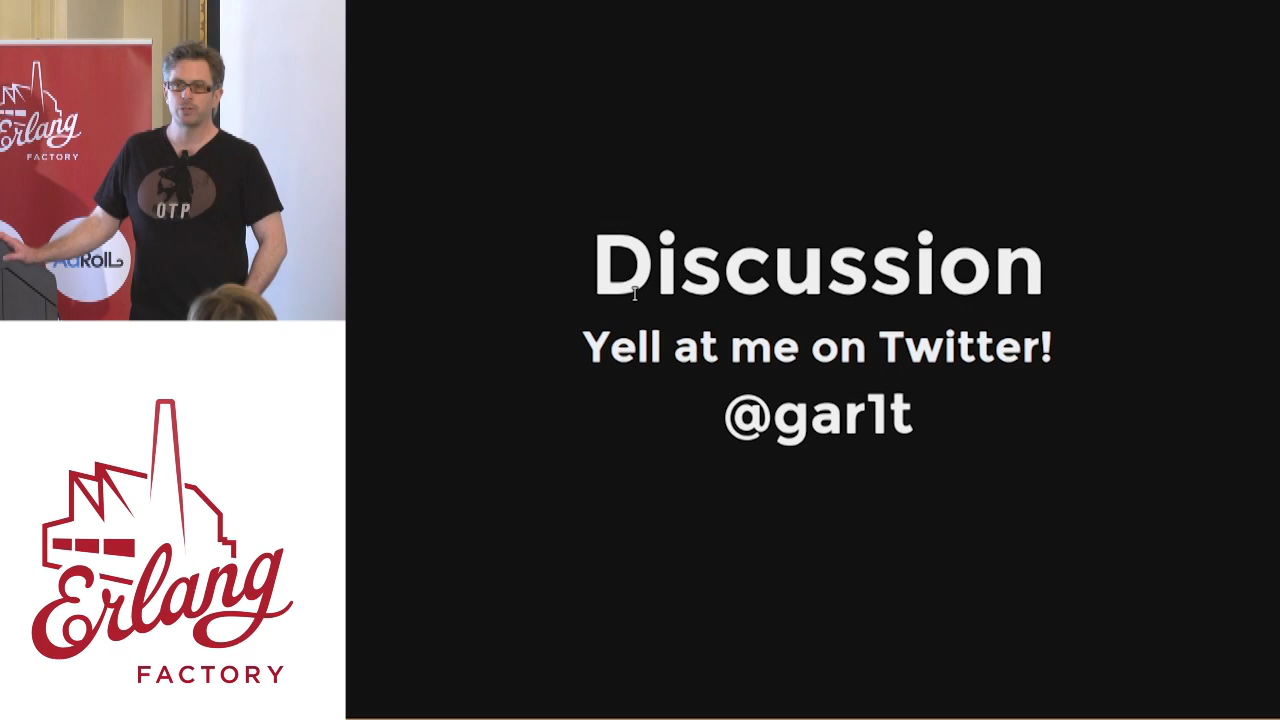 Erlang
FACTORY
OTP
AdRoll
Discussion
Yell at me on Twitter!
@gar1t
Erlang
FACTORY